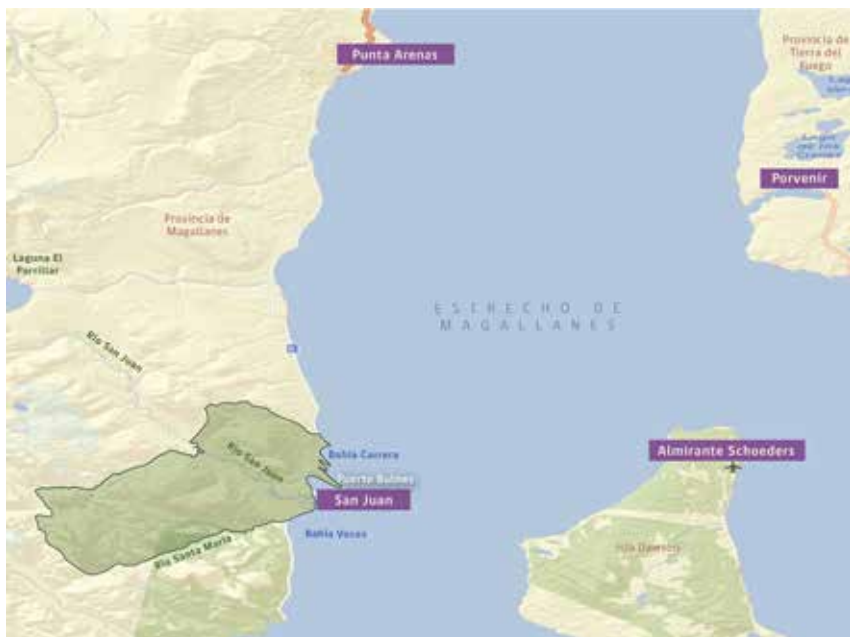 Punta Arenas
Provincia de
Tierra del
Fuego
Porvenir
Provincia de
Magallanes
Laguna El
Parrillar
ESTRECHO DE
MAGALLANES
Río San Juan
Río San Juan
Bahía Carrera
Puerto Bulnes
San Juan
Bahía Voces
Río Santa María
Almirante Schoeders
Isla Dawson